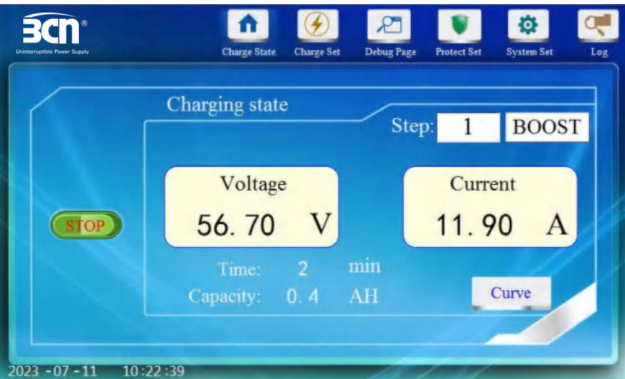 3CN®
Uninterruptible Power Supply
Charge State
Charge Set
Debug Page
Protect Set
System Set
Log
Charging state
Step: 1 BOOST
Voltage
56.70 V
Current
11.90 A
STOP
Time: 2 min
Capacity: 0.4 AH
Curve
2023-07-11 10:22:39